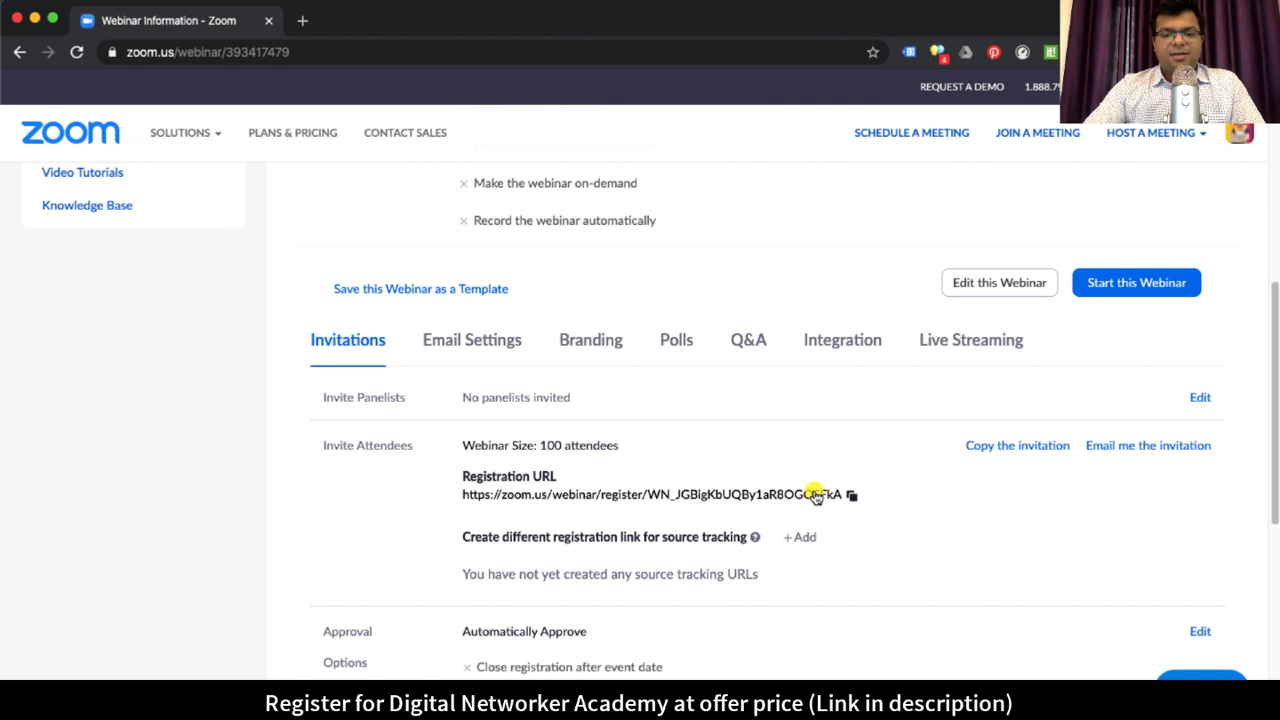 Webinar Information - Zoom
zoom.us/webinar/393417479
4
it!
REQUEST A DEMO
1.888.79
zoom
SOLUTIONS
PLANS & PRICING
CONTACT SALES
SCHEDULE A MEETING
JOIN A MEETING
HOST A MEETING
Video Tutorials
Knowledge Base
Make the webinar on-demand
Record the webinar automatically
Save this Webinar as a Template
Edit this Webinar
Start this Webinar
Invitations
Email Settings
Branding
Polls
Q&A
Integration
Live Streaming
Invite Panelists
No panelists invited
Edit
Invite Attendees
Webinar Size: 100 attendees
Copy the invitation
Email me the invitation
Registration URL
Create different registration link for source tracking
+ Add
You have not yet created any source tracking URLs
Approval
Automatically Approve
Edit
Options
Close registration after event date
Register for Digital Networker Academy at offer price (Link in description)